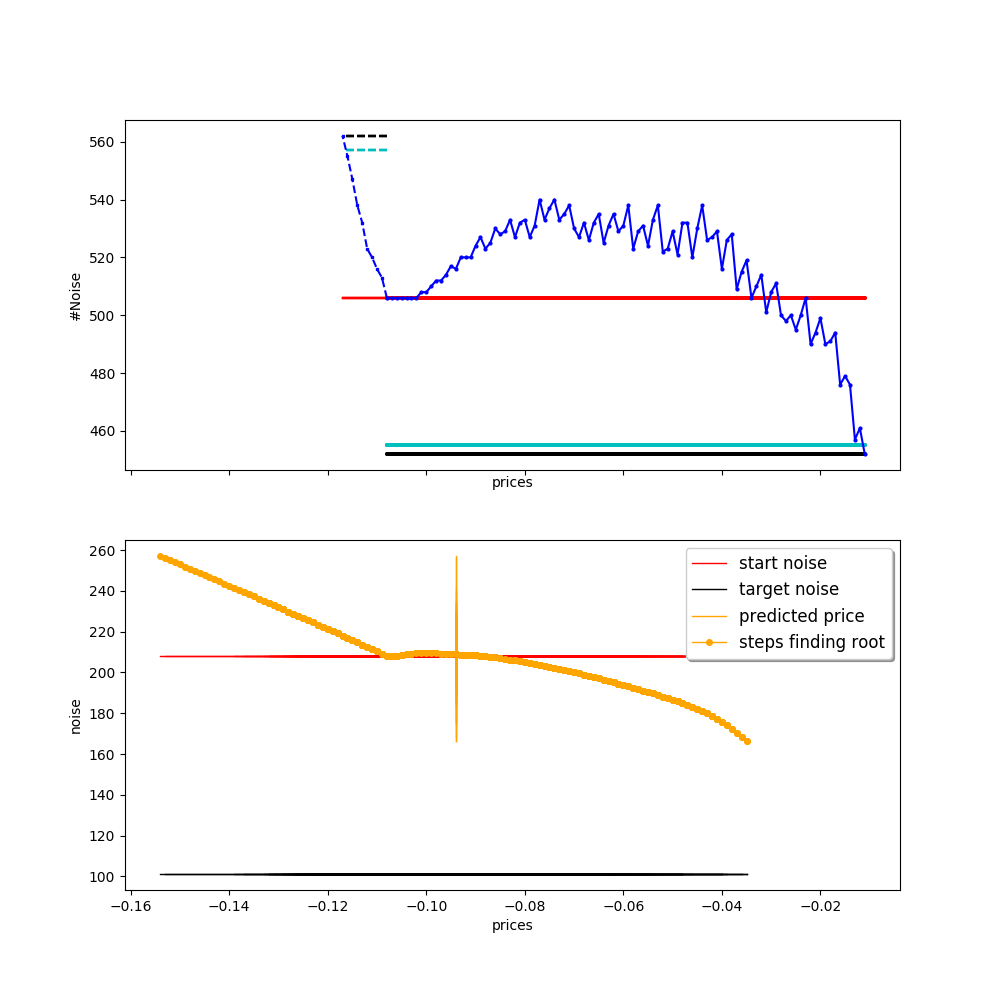 560
540
520
500
480
460
#Noise
prices
260
240
220
200
180
160
140
120
100
noise
start noise
target noise
predicted price
steps finding root
−0.16 −0.14 −0.12 −0.10 −0.08 −0.06 −0.04 −0.02
prices